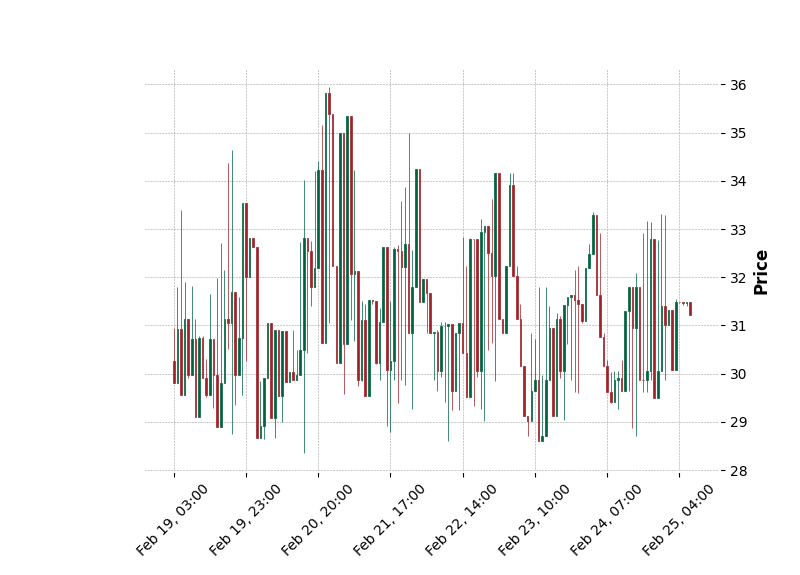 36
35
34
33
32
31
30
29
28
Price
Feb 19, 03:00
Feb 19, 23:00
Feb 20, 20:00
Feb 21, 17:00
Feb 22, 14:00
Feb 23, 10:00
Feb 24, 07:00
Feb 25, 04:00